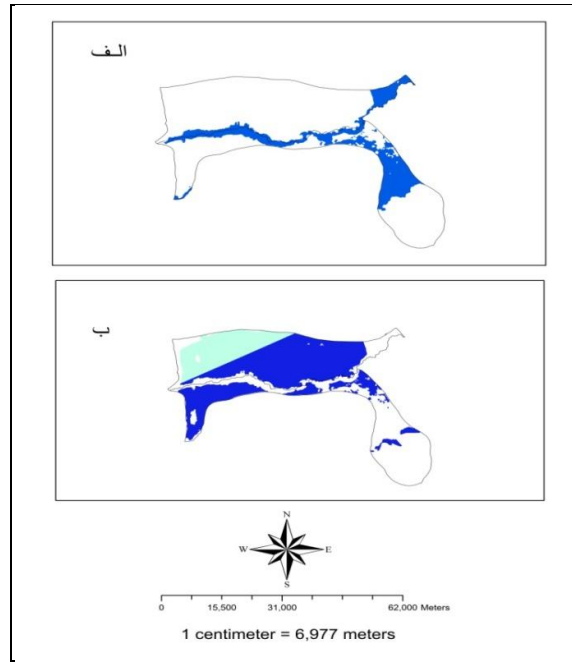 الف
ب
N
W E
S
0 15,500 31,000 62,000 Meters
1 centimeter = 6,977 meters